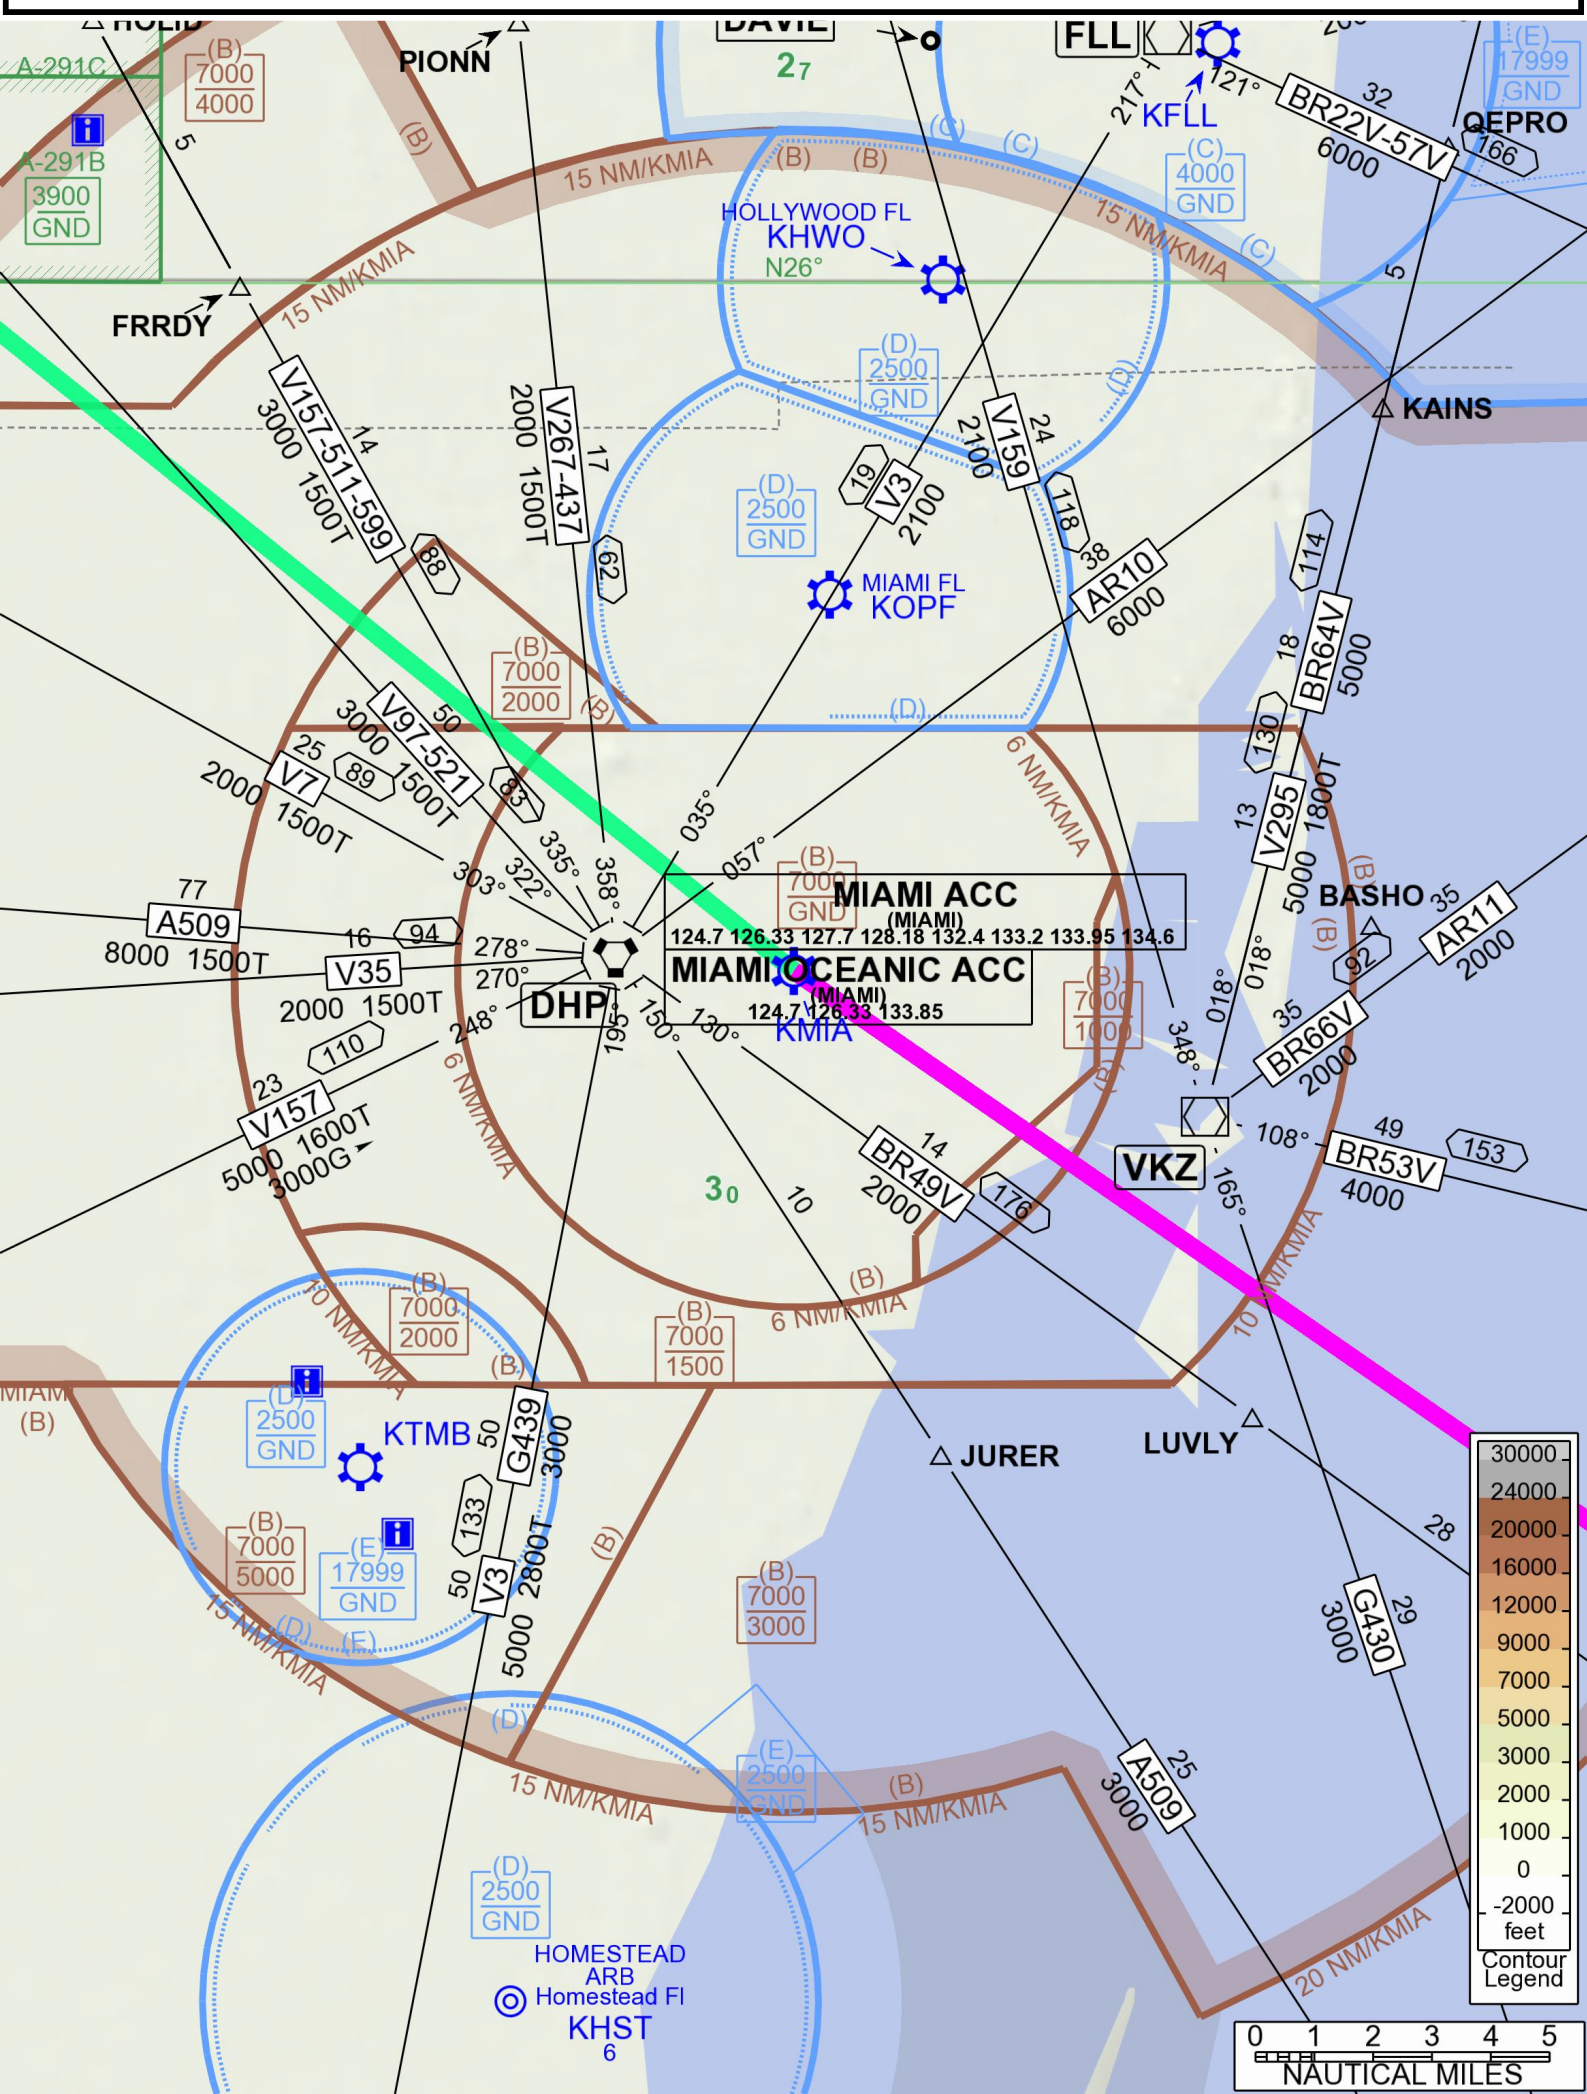 HOLID
PIONN
DAVIE
27
FLL
KFLL
217°
121°
32
BR22V-57V
6000
QEPRO
166
(E)
17999
GND
A-291C
(B)
7000
4000
5
A-291B
3900
GND
(B)
15 NM/KMIA
(B)
(B)
(C)
(C)
(C)
4000
GND
HOLLYWOOD FL
KHWO
N26°
15 NM/KMIA
(C)
5
15 NM/KMIA
FRRDY
(D)
2500
GND
(D)
KAINS
V157-511-599
14
3000 1500T
V267-437
17
2000 1500T
V159
24
2100
19
V3
2100
118
(D)
2500
GND
38
AR10
6000
114
88
62
MIAMI FL
KOPF
18
BR64V
5000
(B)
7000
2000
(B)
(D)
130
V97-521
50
3000 1500T
25
V7
2000 1500T
89
83
6 NM/KMIA
13
V295
5000 1800T
035°
057°
335°
358°
322°
303°
(B)
7000
GND
MIAMI ACC
(MIAMI)
124.7 126.33 127.7 128.18 132.4 133.2 133.95 134.6
(B)
BASHO
35
AR11
2000
(B)
77
A509
8000 1500T
94
278°
16
V35
2000 1500T
270°
MIAMI OCEANIC ACC
(MIAMI)
124.7 126.33 133.85
KMIA
DHP
(B)
7000
1000
(B)
018°
018°
92
35
BR66V
2000
248°
195°
150°
130°
348°
110
23
V157
5000 1600T
3000G
6 NM/KMIA
VKZ
108°
49
BR53V
4000
153
165°
14
BR49V
2000
176
30
10
10 NM/KMIA
(B)
7000
2000
(B)
10 NM/KMIA
(B)
6 NM/KMIA
(B)
7000
1500
MIAM
(B)
(D)
2500
GND
KTMB
50
G439
3000
JURER
LUVLY
133
50
V3
5000 2800T
28
(B)
7000
5000
(E)
17999
GND
(B)
(D)
(E)
15 NM/KMIA
(B)
7000
3000
29
G430
3000
(D)
15 NM/KMIA
(E)
2500
GND
(B)
15 NM/KMIA
25
A509
3000
(D)
2500
GND
HOMESTEAD
ARB
Homestead Fl
KHST
6
20 NM/KMIA
30000
24000
20000
16000
12000
9000
7000
5000
3000
2000
1000
0
-2000
feet
Contour
Legend
0 1 2 3 4 5
NAUTICAL MILES